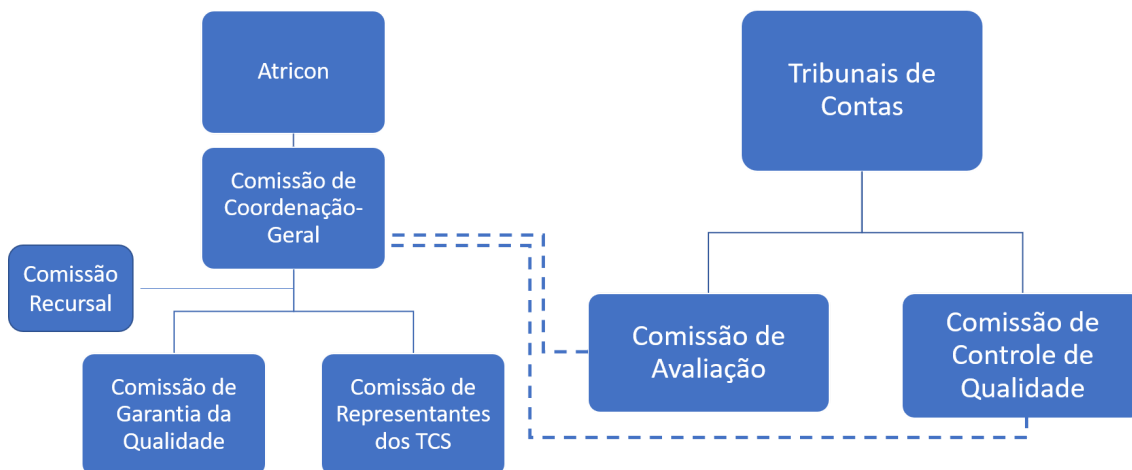 Atricon
Comissão de
Coordenação-
Geral
Comissão
Recursal
Comissão de
Garantia da
Qualidade
Comissão de
Representantes
dos TCS
Tribunais de
Contas
Comissão de
Avaliação
Comissão de
Controle de
Qualidade